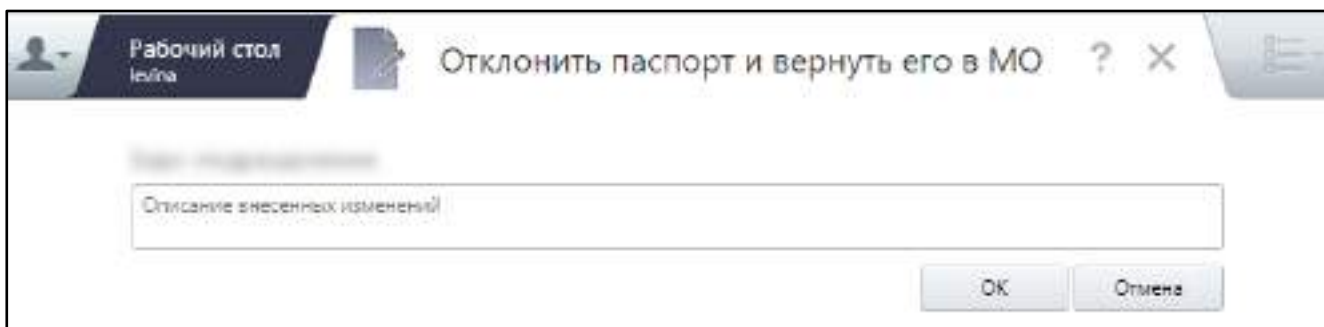 Рабочий стол
levina
Отклонить паспорт и вернуть его в МО ? ×
Описание внесенных изменений
ОК Отмена